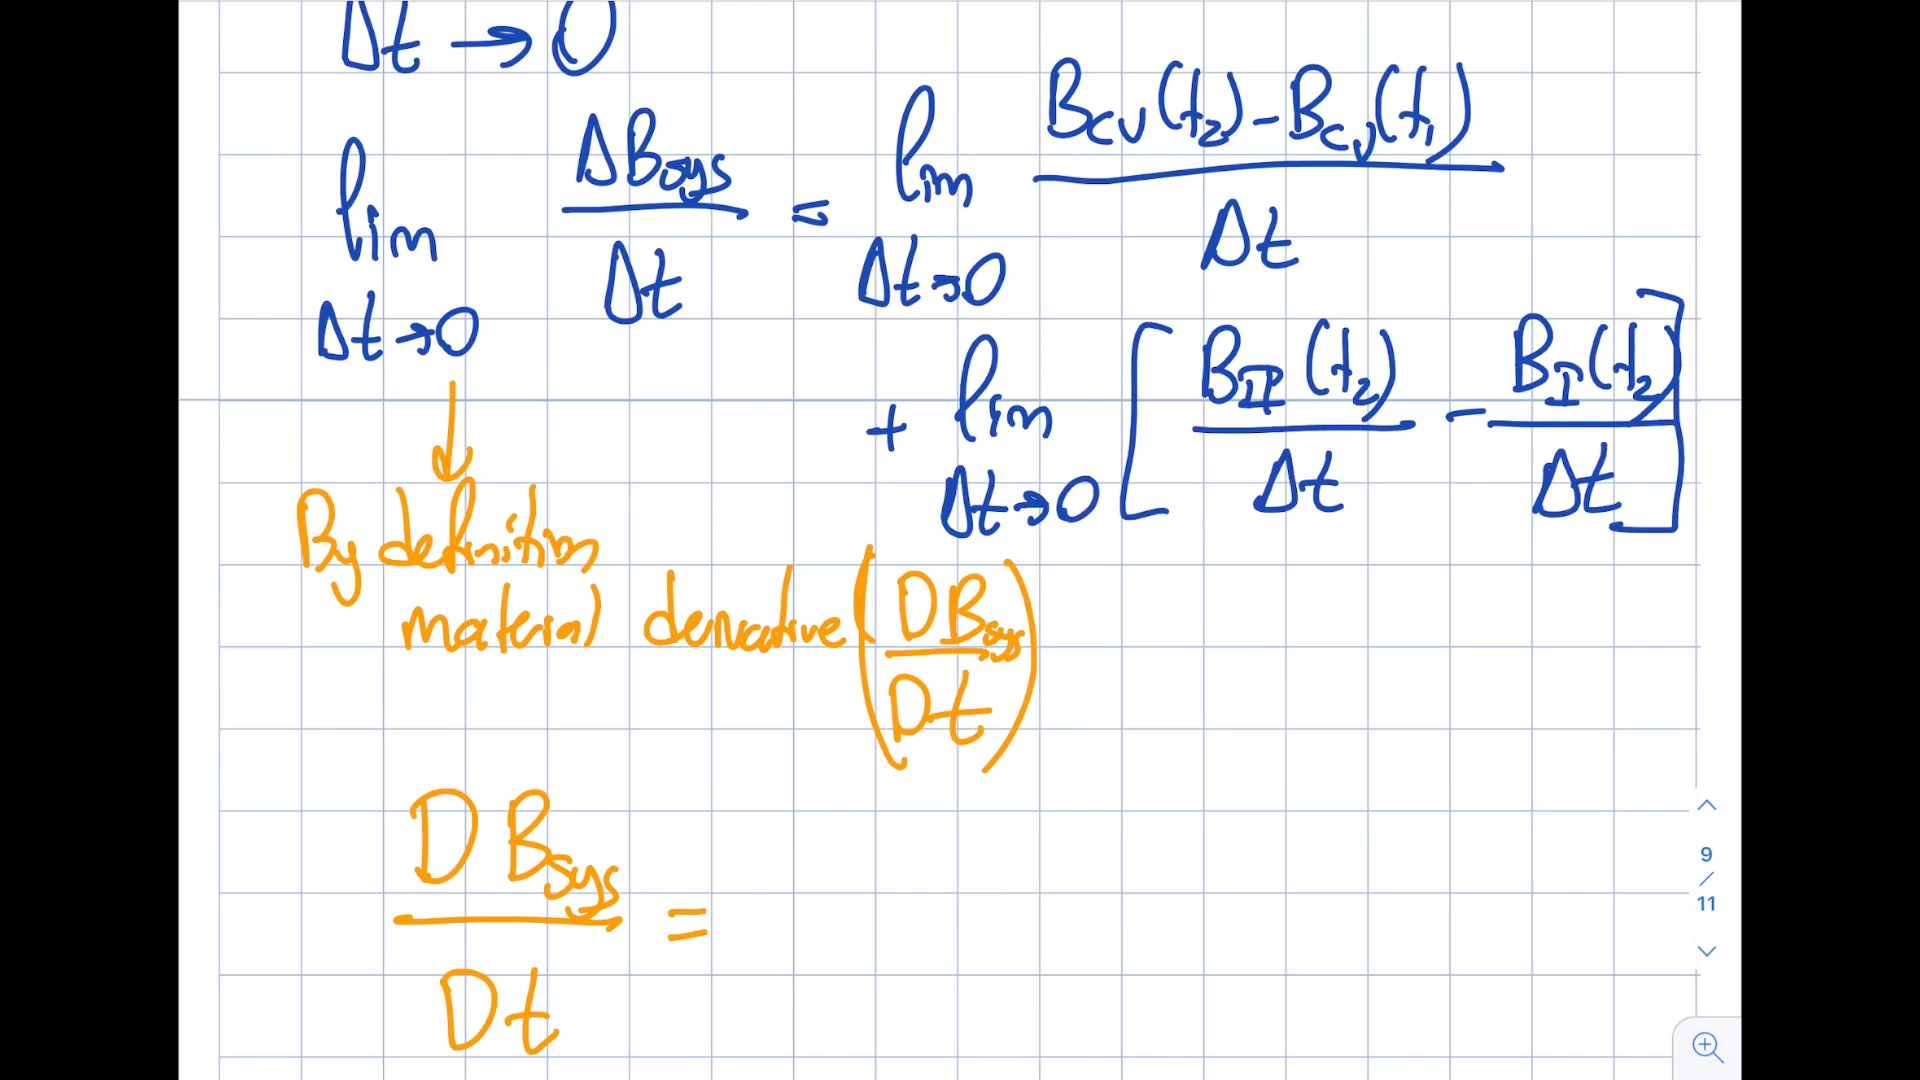 Δt → 0
lim Δt→0 ΔBsys / Δt = lim Δt→0 BCV(t2) - BCV(t1) / Δt
+ lim Δt→0 [ BII(t2) / Δt - BI(t2) / Δt ]
By definition
material derivative (DBsys / Dt)
DBsys / Dt =
9
/
11